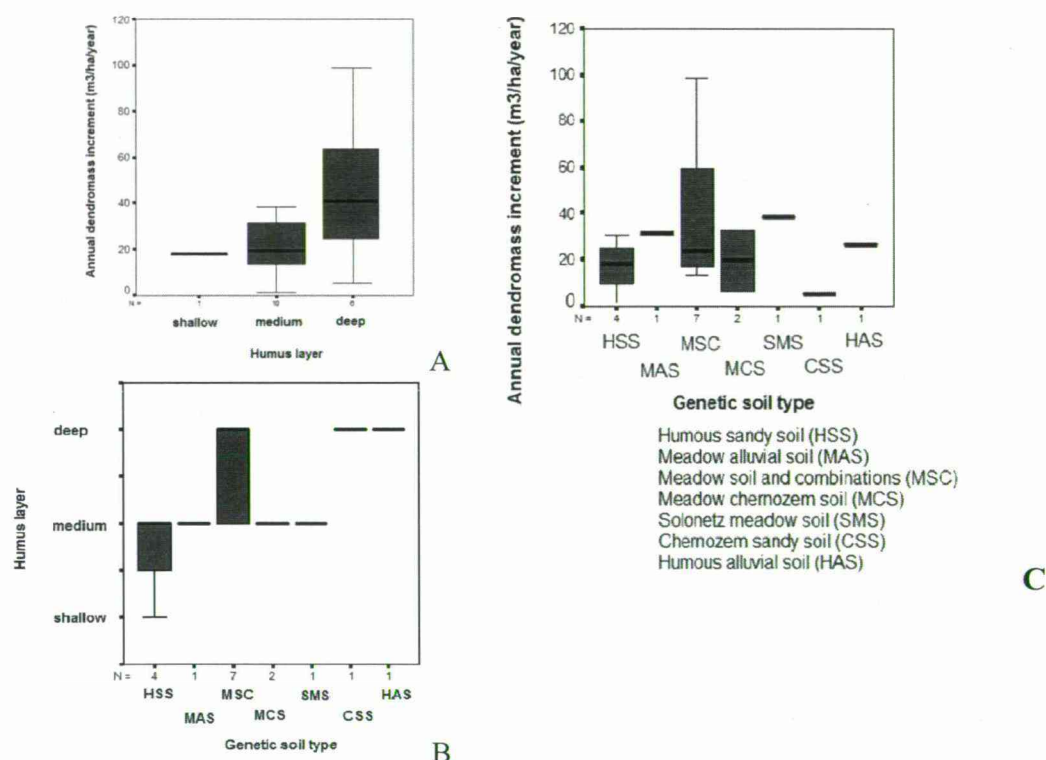 Annual dendromass increment (m3/ha/year)
120
100
80
60
40
20
0
N = 1 10 6
shallow medium deep
Humus layer
A
Humus layer
deep
medium
shallow
N = 4 1 7 2 1 1 1
HSS MSC SMS HAS
MAS MCS CSS
Genetic soil type
B
Annual dendromass increment (m3/ha/year)
120
100
80
60
40
20
0
N = 4 1 7 2 1 1 1
HSS MSC SMS HAS
MAS MCS CSS
Genetic soil type
Humous sandy soil (HSS)
Meadow alluvial soil (MAS)
Meadow soil and combinations (MSC)
Meadow chernozem soil (MCS)
Solonetz meadow soil (SMS)
Chernozem sandy soil (CSS)
Humous alluvial soil (HAS)
C